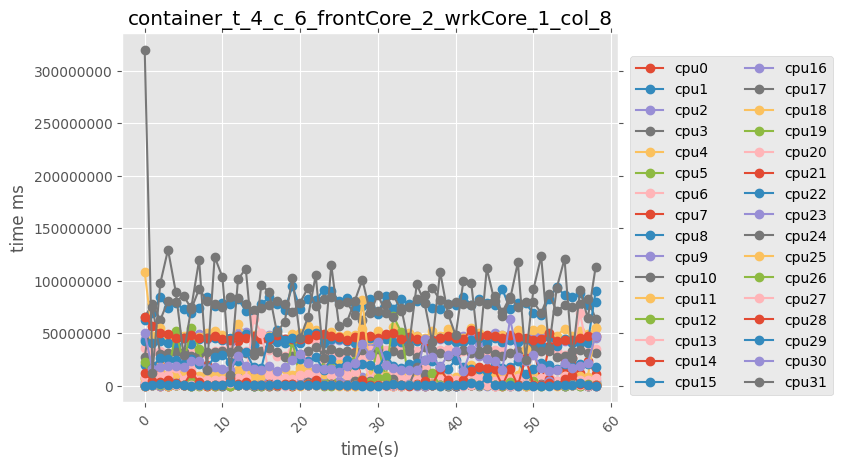 container_t_4_c_6_frontCore_2_wrkCore_1_col_8
300000000
250000000
200000000
150000000
100000000
50000000
0
time ms
0
10
20
30
40
50
60
time(s)
cpu0
cpu1
cpu2
cpu3
cpu4
cpu5
cpu6
cpu7
cpu8
cpu9
cpu10
cpu11
cpu12
cpu13
cpu14
cpu15
cpu16
cpu17
cpu18
cpu19
cpu20
cpu21
cpu22
cpu23
cpu24
cpu25
cpu26
cpu27
cpu28
cpu29
cpu30
cpu31